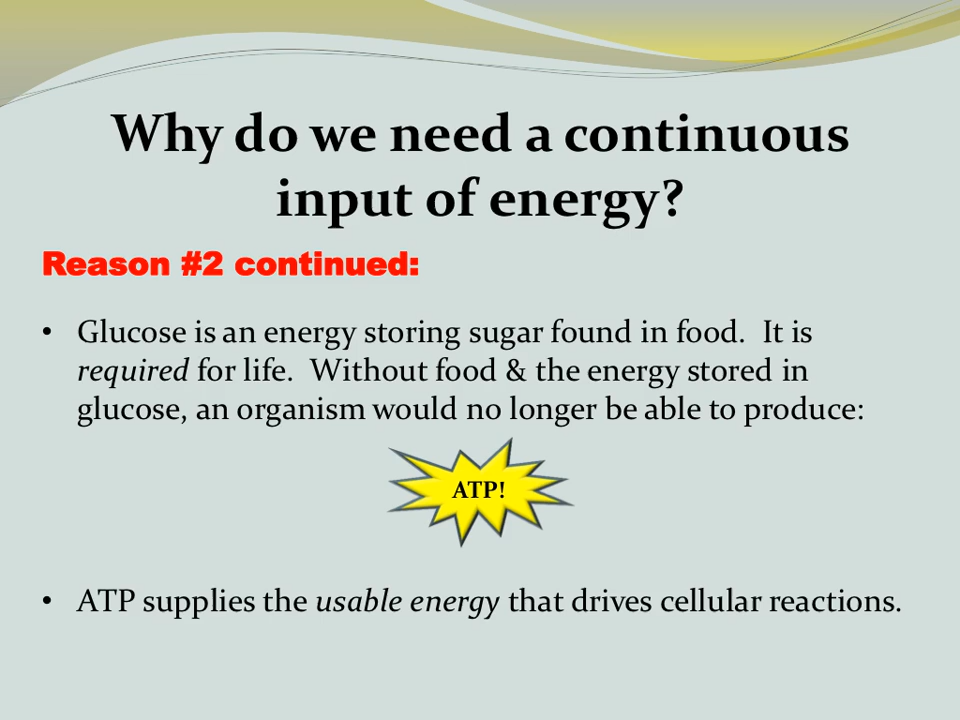 Why do we need a continuous
input of energy?
Reason #2 continued:
• Glucose is an energy storing sugar found in food.  It is
required for life.  Without food & the energy stored in
glucose, an organism would no longer be able to produce:
ATP!
• ATP supplies the usable energy that drives cellular reactions.